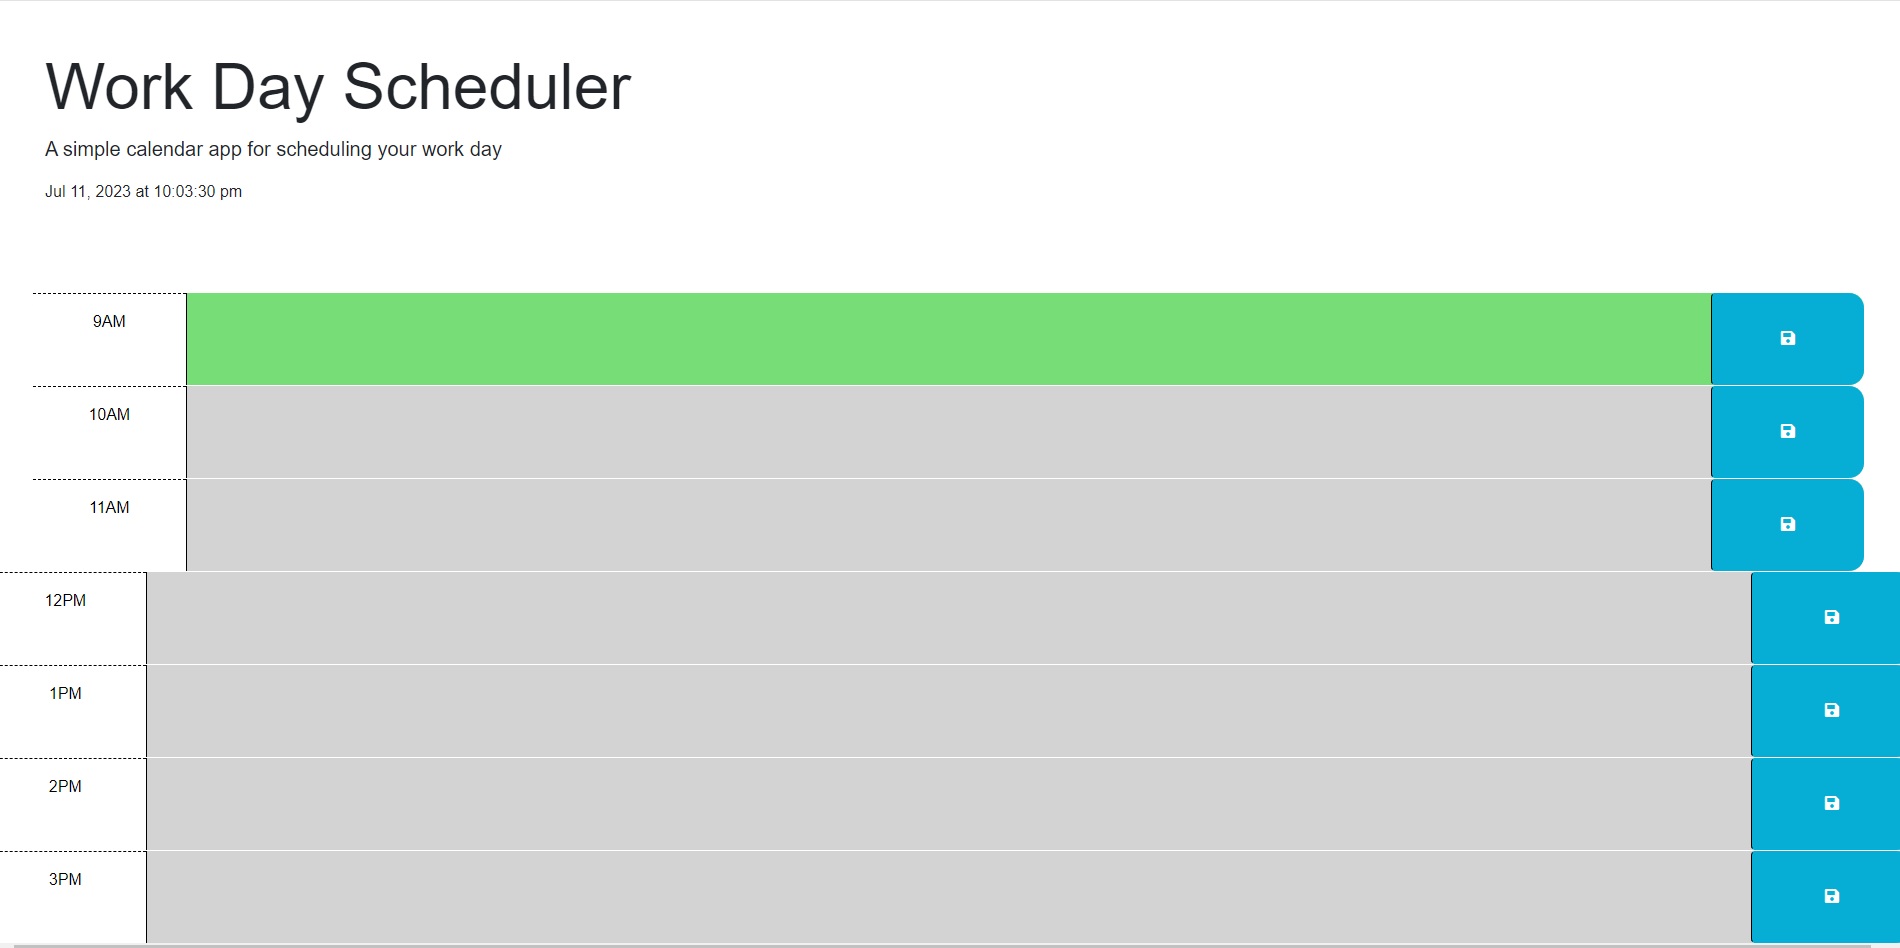 Work Day Scheduler
A simple calendar app for scheduling your work day
Jul 11, 2023 at 10:03:30 pm
9AM
10AM
11AM
12PM
1PM
2PM
3PM